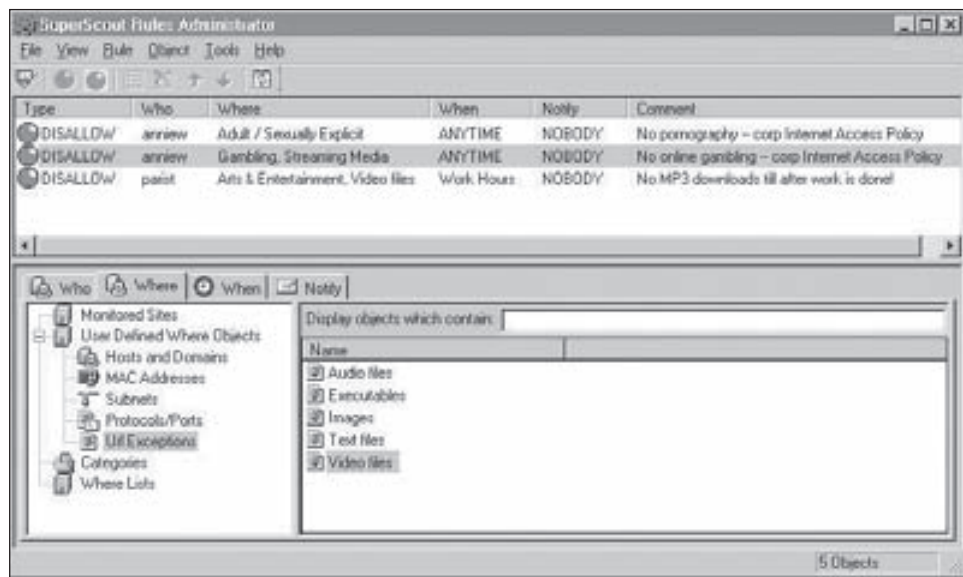 SuperScout Rules Administrator
File View Rule Object Tools Help
Type Who Where When Notify Comment
DISALLOW anniew Adult / Sexually Explicit ANYTIME NOBODY No pornography – corp Internet Access Policy
DISALLOW anniew Gambling, Streaming Media ANYTIME NOBODY No online gambling – corp Internet Access Policy
DISALLOW parist Arts & Entertainment, Video files Work Hours NOBODY No MP3 downloads till after work is done!
Who Where When Notify
Monitored Sites
User Defined Where Objects
Hosts and Domains
MAC Addresses
Subnets
Protocols/Ports
Url Exceptions
Categories
Where Lists
Display objects which contain:
Name
Audio files
Executables
Images
Text files
Video files
5 Objects